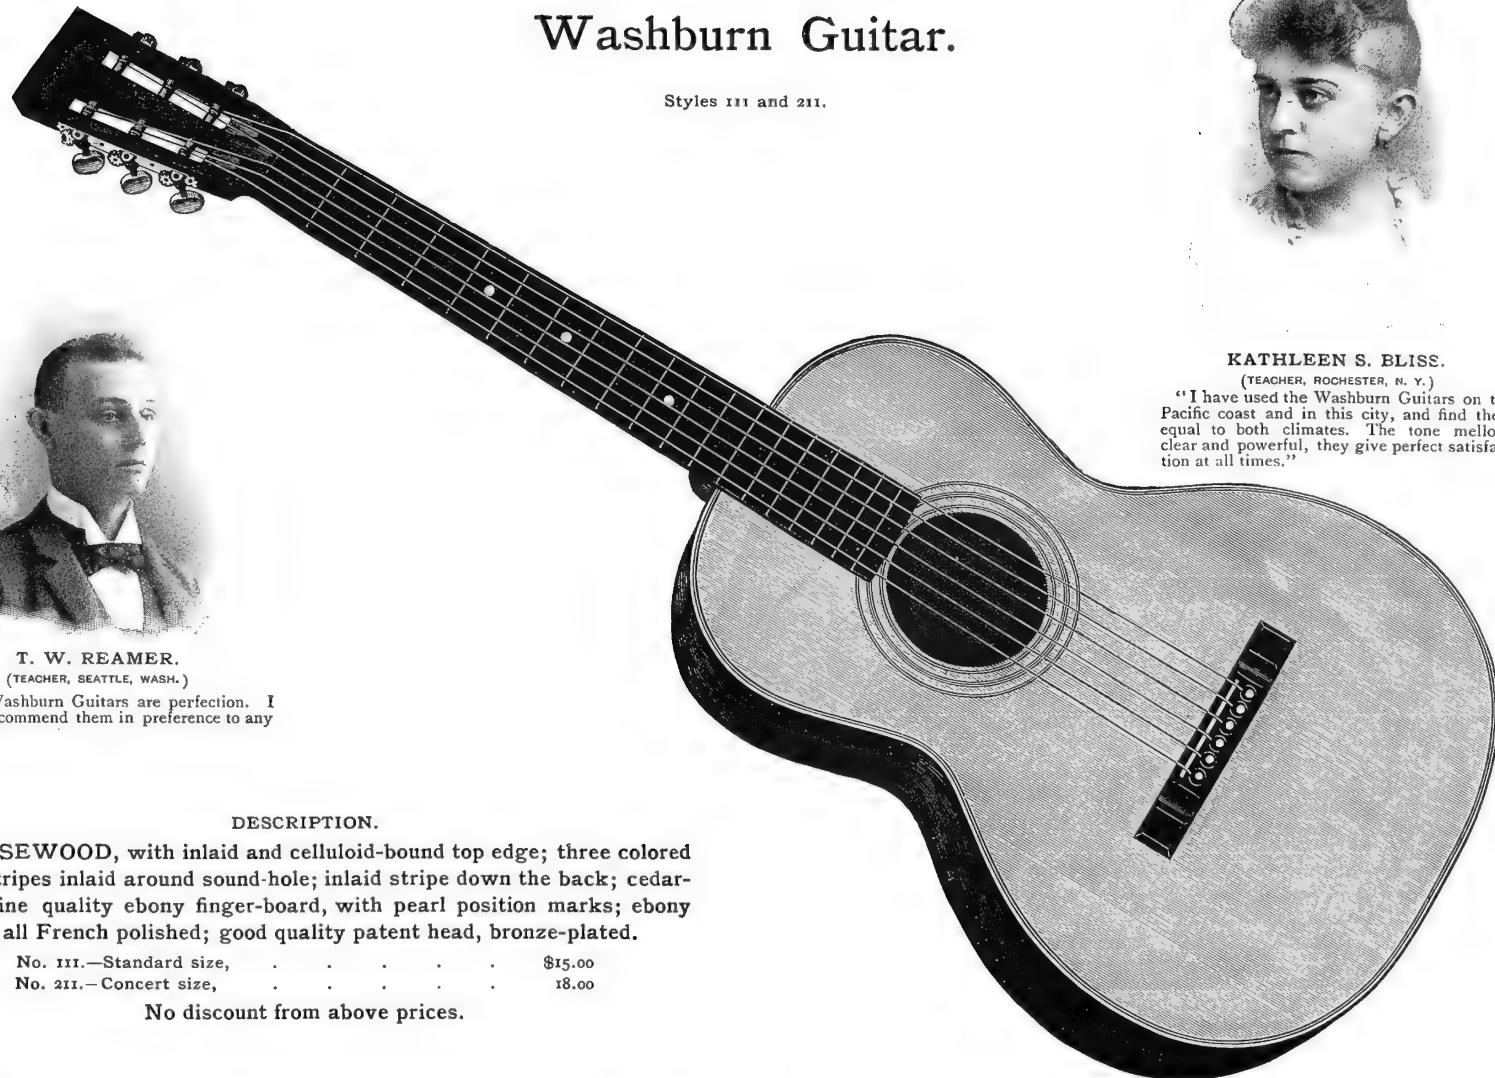 Washburn Guitar.
Styles 111 and 211.
KATHLEEN S. BLISS.
(TEACHER, ROCHESTER, N. Y.)
"I have used the Washburn Guitars on t
Pacific coast and in this city, and find the
equal to both climates. The tone mello
clear and powerful, they give perfect satisfa
tion at all times."
T. W. REAMER.
(TEACHER, SEATTLE, WASH.)
Washburn Guitars are perfection. I
commend them in preference to any
DESCRIPTION.
SEWOOD, with inlaid and celluloid-bound top edge; three colored
tripes inlaid around sound-hole; inlaid stripe down the back; cedar-
ine quality ebony finger-board, with pearl position marks; ebony
all French polished; good quality patent head, bronze-plated.
No. 111.—Standard size, . . . . . $15.00
No. 211.—Concert size, . . . . . 18.00
No discount from above prices.